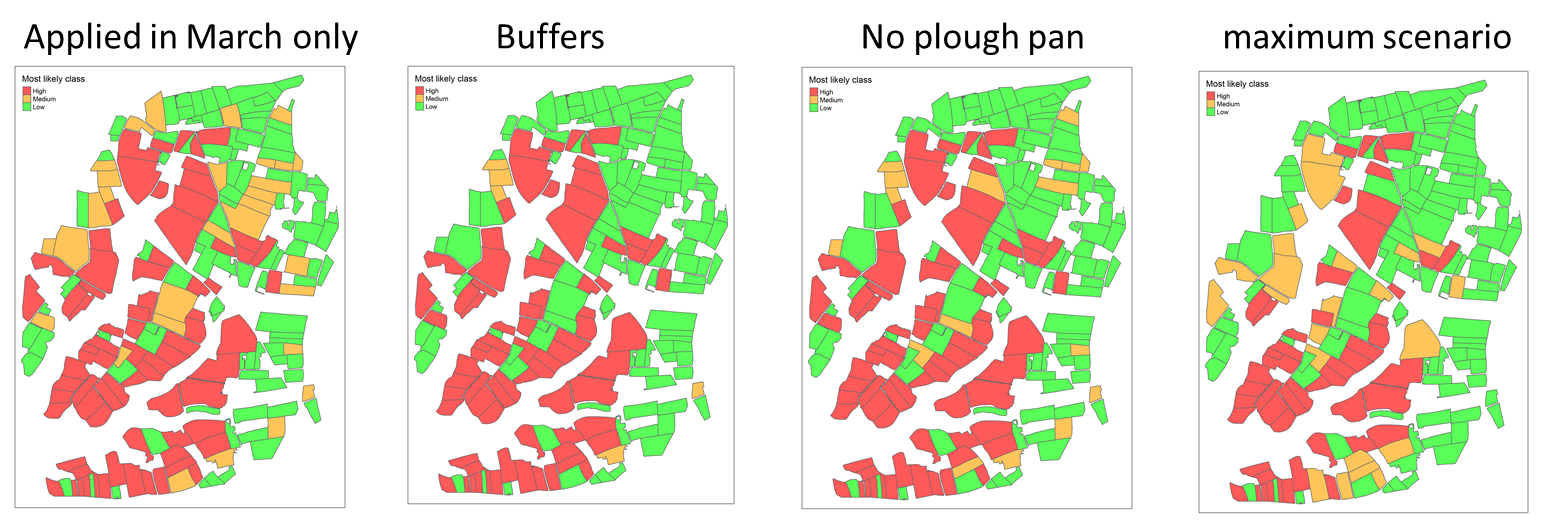 Applied in March only
Buffers
No plough pan
maximum scenario
Most likely class
High
Medium
Low
Most likely class
High
Medium
Low
Most likely class
High
Medium
Low
Most likely class
High
Medium
Low